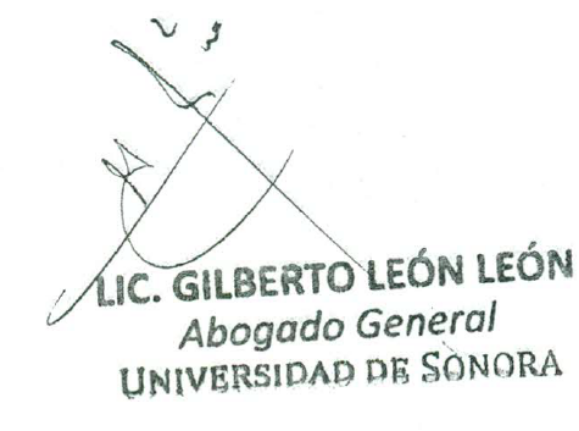 LIC. GILBERTO LEÓN LEÓN
Abogado General
UNIVERSIDAD DE SONORA